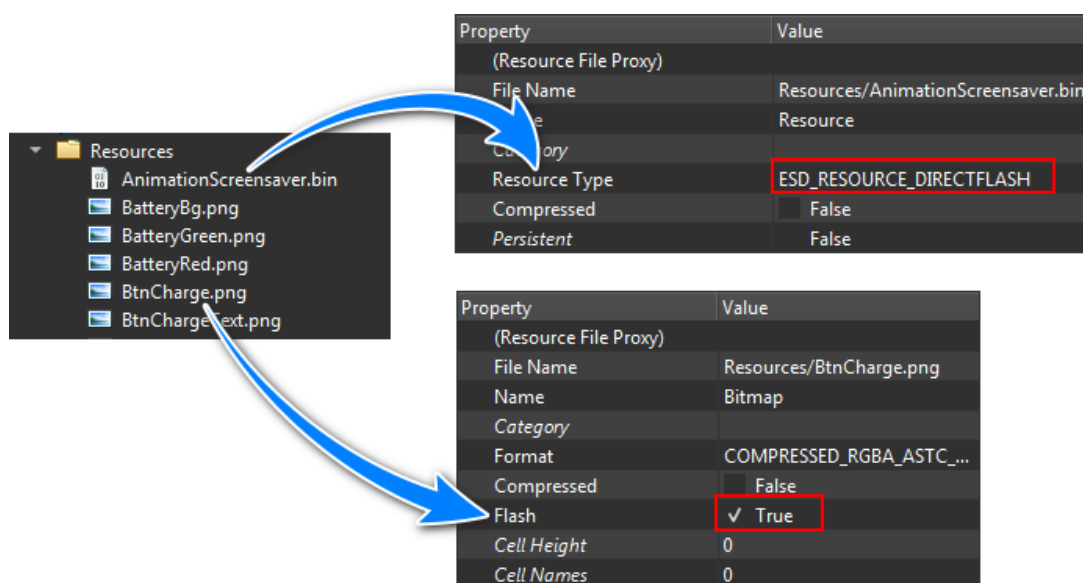 Resources
AnimationScreensaver.bin
BatteryBg.png
BatteryGreen.png
BatteryRed.png
BtnCharge.png
BtnChargeText.png
Property Value
(Resource File Proxy)
File Name Resources/AnimationScreensaver.bin
Resource
Resource Type ESD_RESOURCE_DIRECTFLASH
Compressed False
Persistent False
Property Value
(Resource File Proxy)
File Name Resources/BtnCharge.png
Name Bitmap
Category
Format COMPRESSED_RGBA_ASTC_...
Compressed False
Flash True
Cell Height 0
Cell Names 0